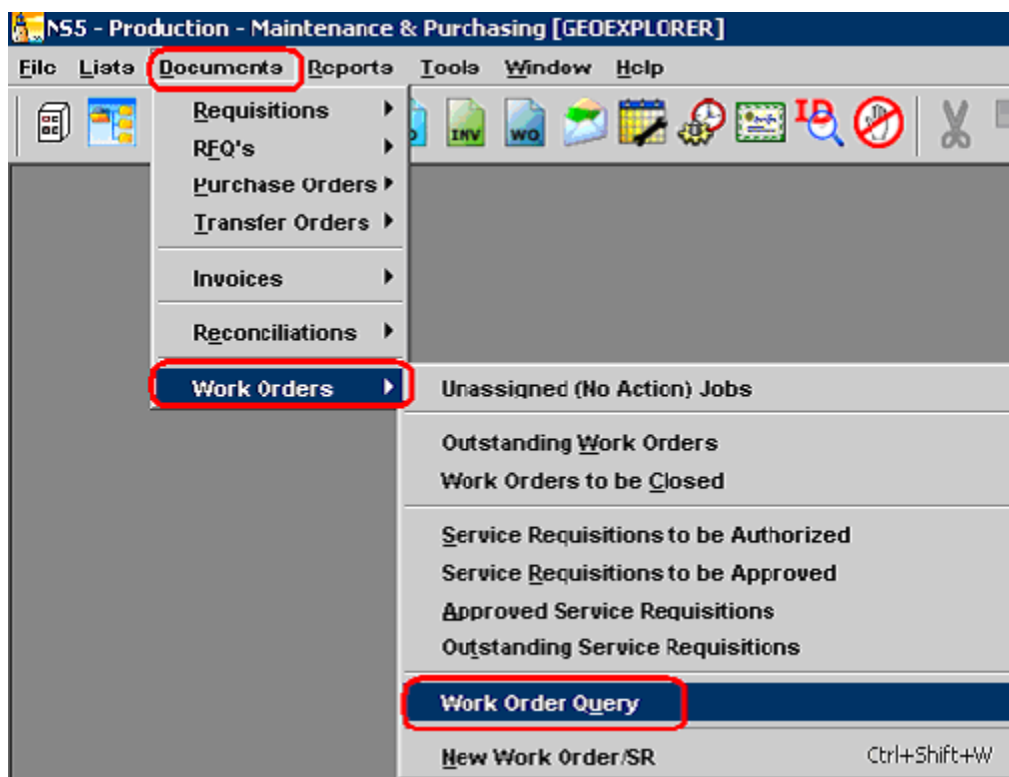 NS5 - Production - Maintenance & Purchasing [GEOEXPLORER]
File Lists Documents Reports Tools Window Help
INV WO ID
Requisitions
RFQ's
Purchase Orders
Transfer Orders
Invoices
Reconciliations
Work Orders
Unassigned (No Action) Jobs
Outstanding Work Orders
Work Orders to be Closed
Service Requisitions to be Authorized
Service Requisitions to be Approved
Approved Service Requisitions
Outstanding Service Requisitions
Work Order Query
New Work Order/SR Ctrl+Shift+W